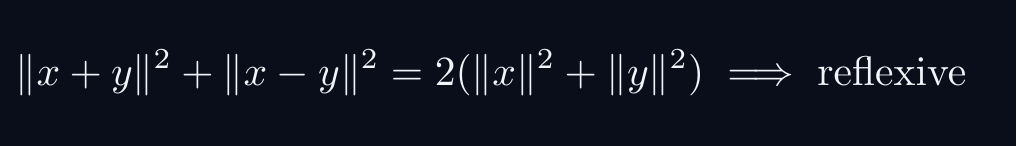 ‖x + y‖² + ‖x − y‖² = 2(‖x‖² + ‖y‖²) ⟹ reflexive